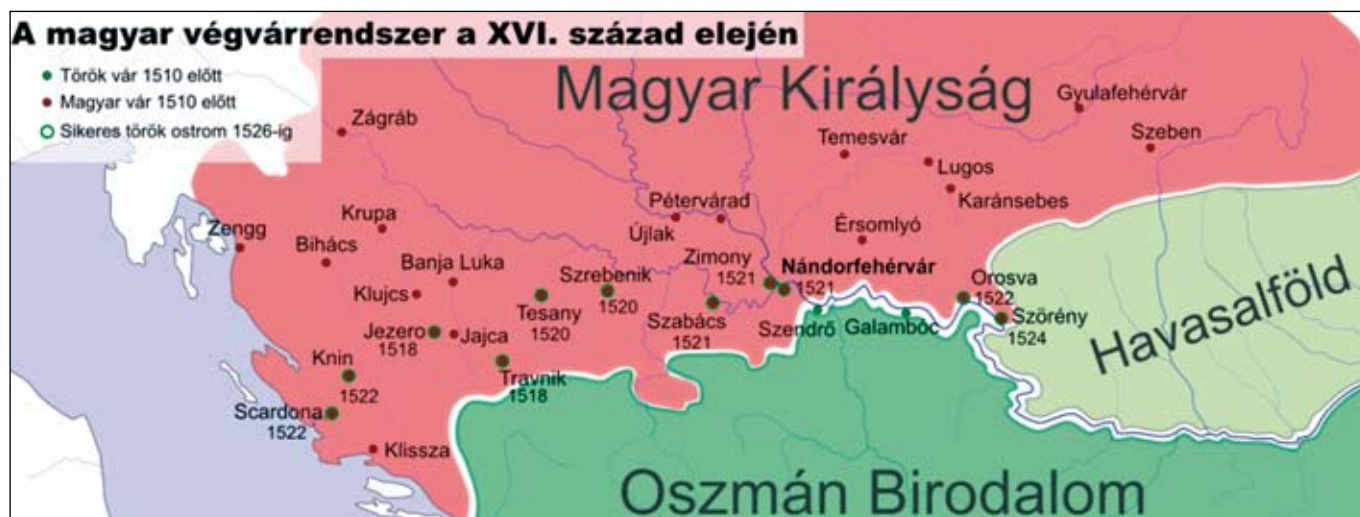 A magyar végvárrendszer a XVI. század elején
Török vár 1510 előtt
Magyar vár 1510 előtt
Sikeres török ostrom 1526-ig
Magyar Királyság
Gyulafehérvár
Zágráb
Temesvár
Szeben
Lugos
Karánsebes
Pétervárad
Krupa
Újlak
Érsomlyó
Zengg
Bihács
Banja Luka
Szrebenik
1520
Zimony
1521
Nándorfehérvár
1521
Orosva
1522
Klujcs
Tesany
1520
Szabács
1521
Szendrő
Galambóc
Szörény
1524
Havasalföld
Jezero
1518
Jajca
Knin
1522
Travnik
1518
Scardona
1522
Klissza
Oszmán Birodalom